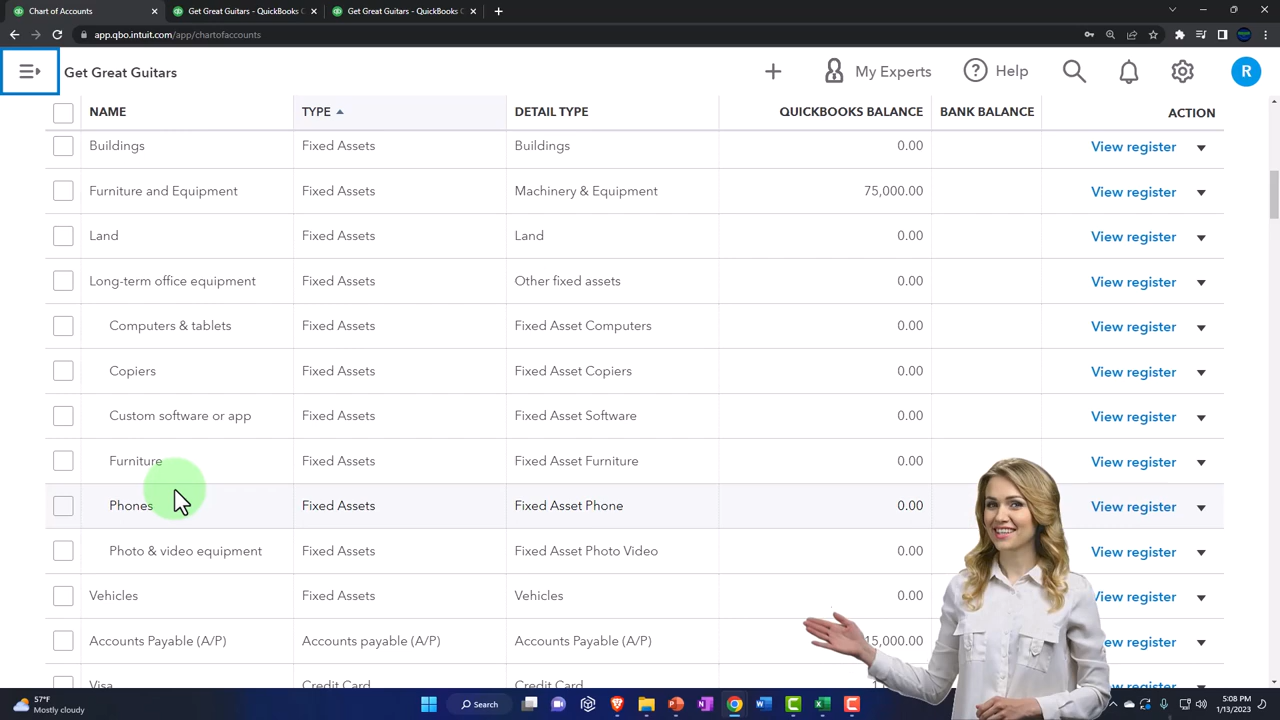 Chart of Accounts
Get Great Guitars - QuickBooks
Get Great Guitars - QuickBooks
app.qbo.intuit.com/app/chartofaccounts
Get Great Guitars
My Experts
Help
R
NAME TYPE DETAIL TYPE QUICKBOOKS BALANCE BANK BALANCE ACTION
Buildings Fixed Assets Buildings 0.00 View register
Furniture and Equipment Fixed Assets Machinery & Equipment 75,000.00 View register
Land Fixed Assets Land 0.00 View register
Long-term office equipment Fixed Assets Other fixed assets 0.00 View register
Computers & tablets Fixed Assets Fixed Asset Computers 0.00 View register
Copiers Fixed Assets Fixed Asset Copiers 0.00 View register
Custom software or app Fixed Assets Fixed Asset Software 0.00 View register
Furniture Fixed Assets Fixed Asset Furniture 0.00 View register
Phones Fixed Assets Fixed Asset Phone 0.00 View register
Photo & video equipment Fixed Assets Fixed Asset Photo Video 0.00 View register
Vehicles Fixed Assets Vehicles 0.00 View register
Accounts Payable (A/P) Accounts payable (A/P) Accounts Payable (A/P) 15,000.00 register
Visa Credit Card Credit Card register
57°F
Mostly cloudy
Search
5:08 PM
1/13/2023